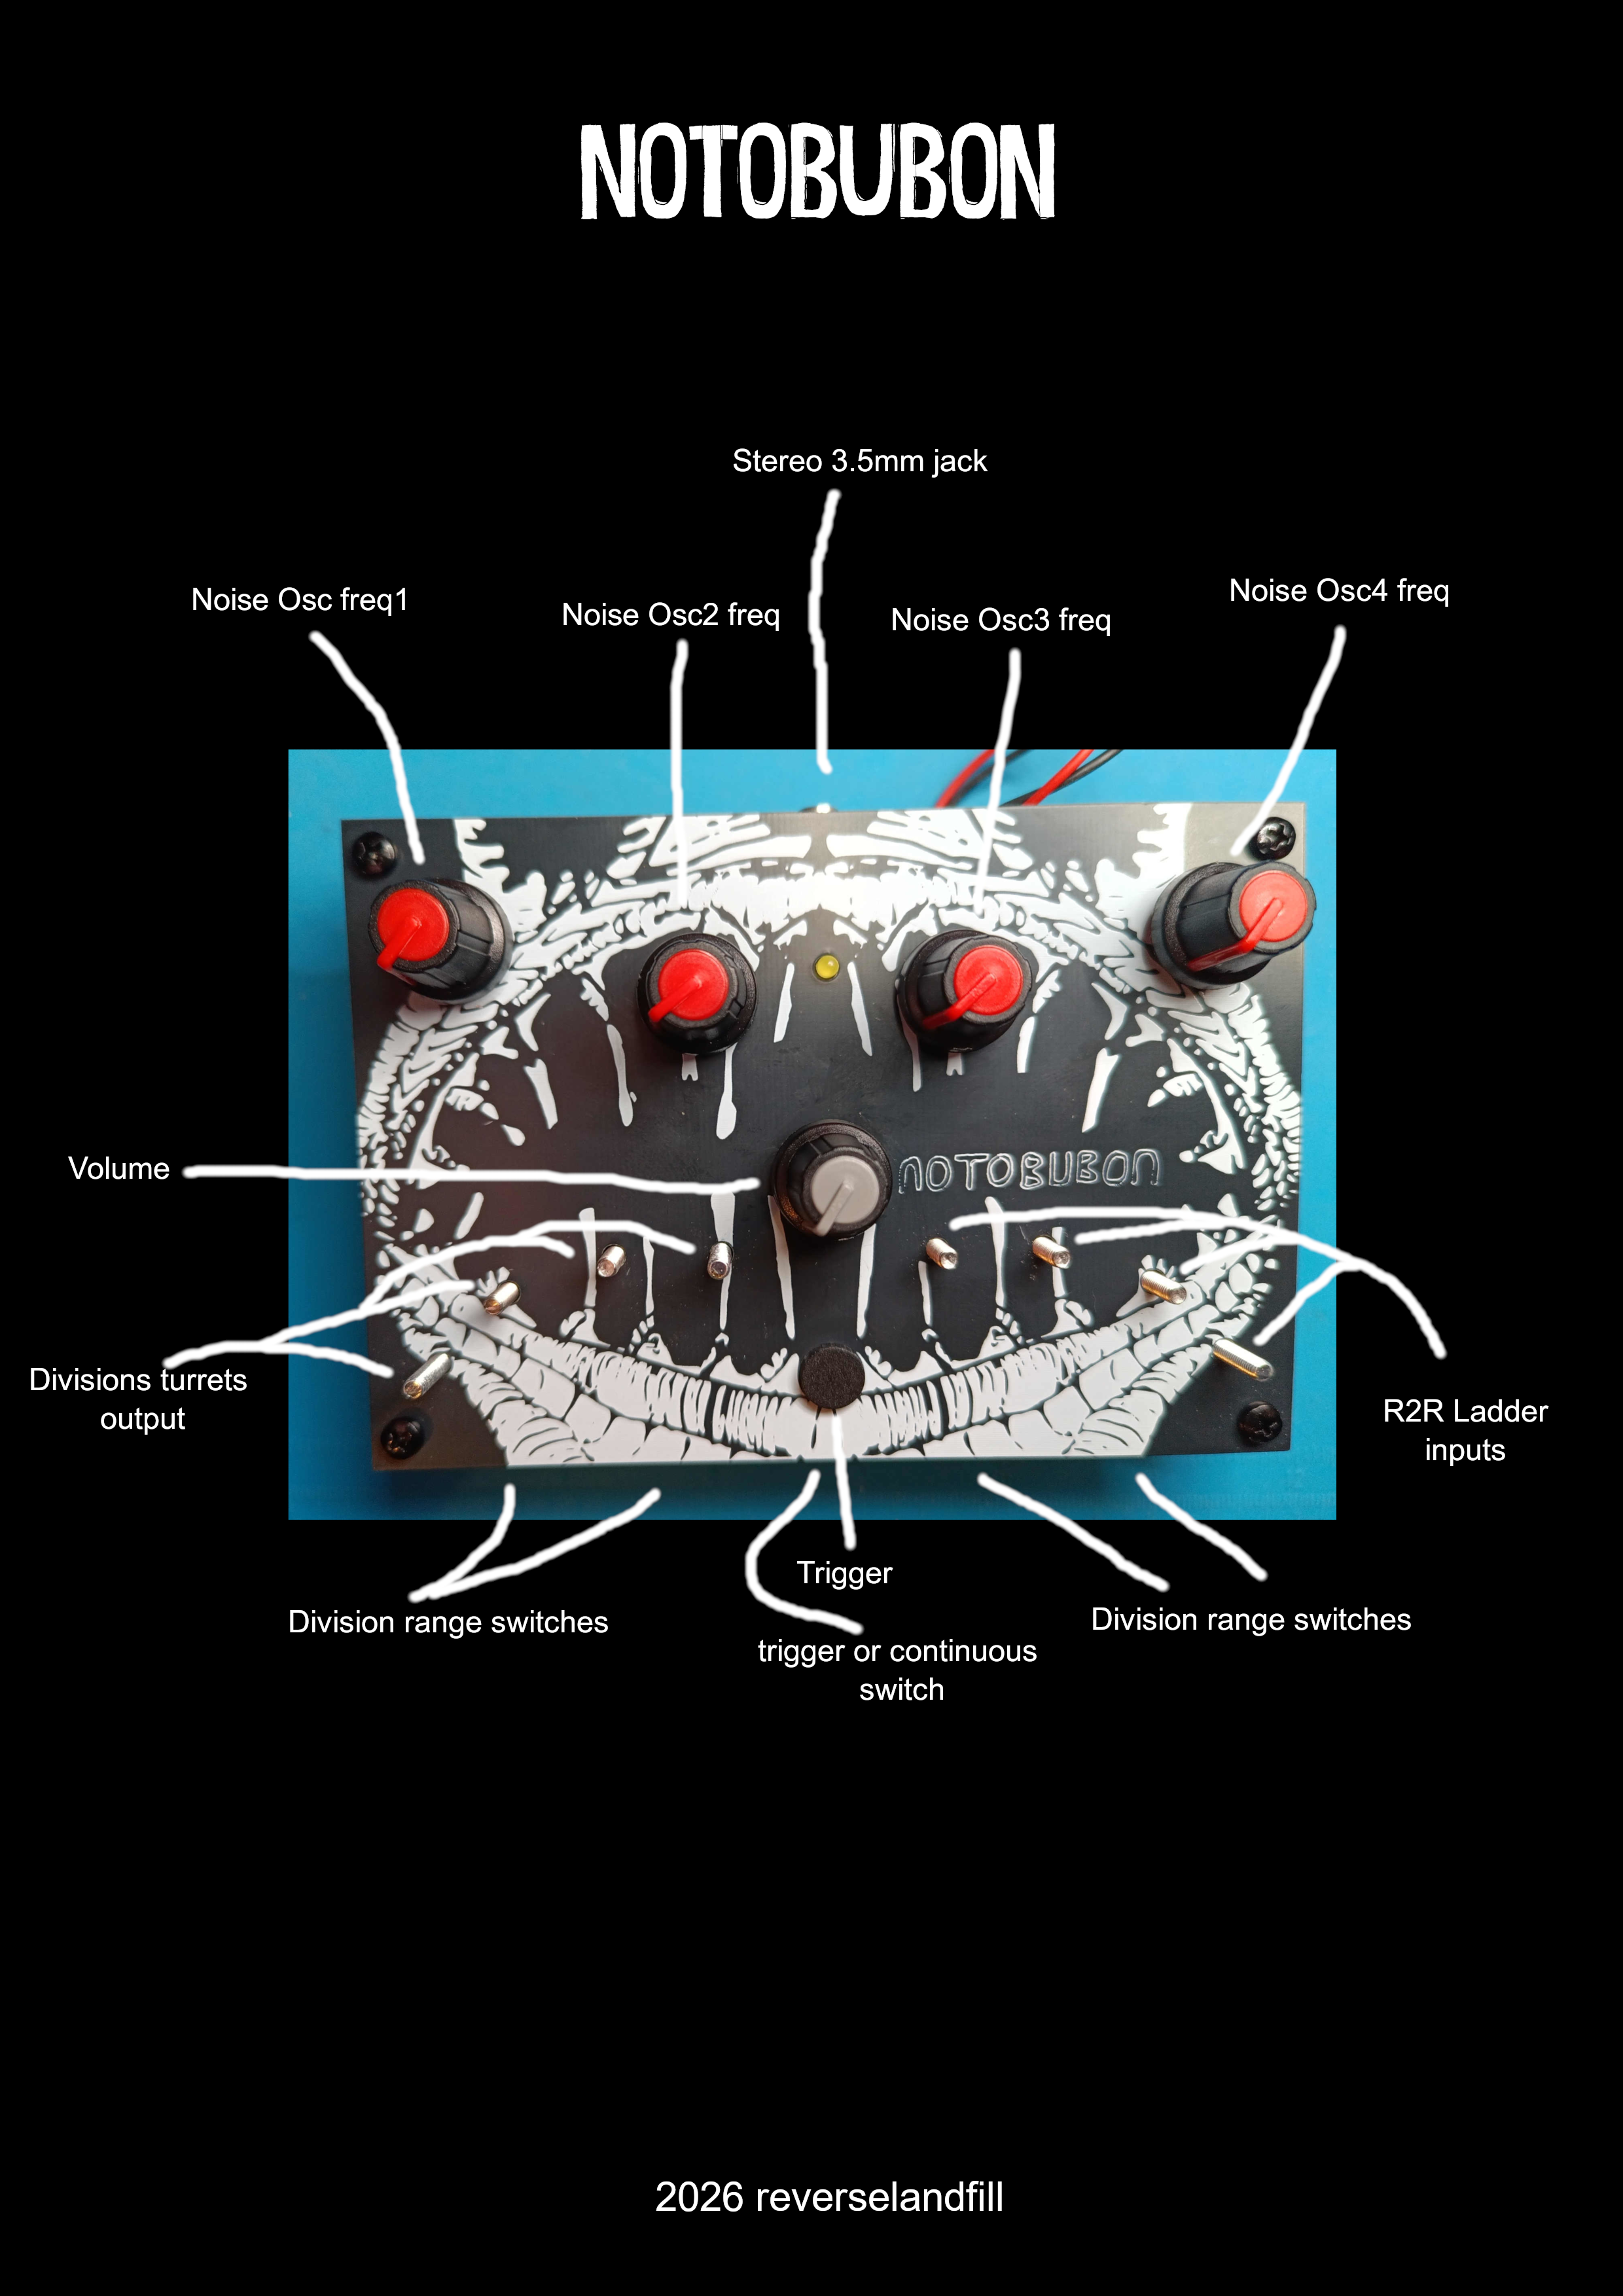 NOTOBUBON
Stereo 3.5mm jack
Noise Osc freq1
Noise Osc2 freq
Noise Osc3 freq
Noise Osc4 freq
Volume
NOTOBUBON
Divisions turrets
output
R2R Ladder
inputs
Division range switches
Trigger
trigger or continuous
switch
Division range switches
2026 reverselandfill